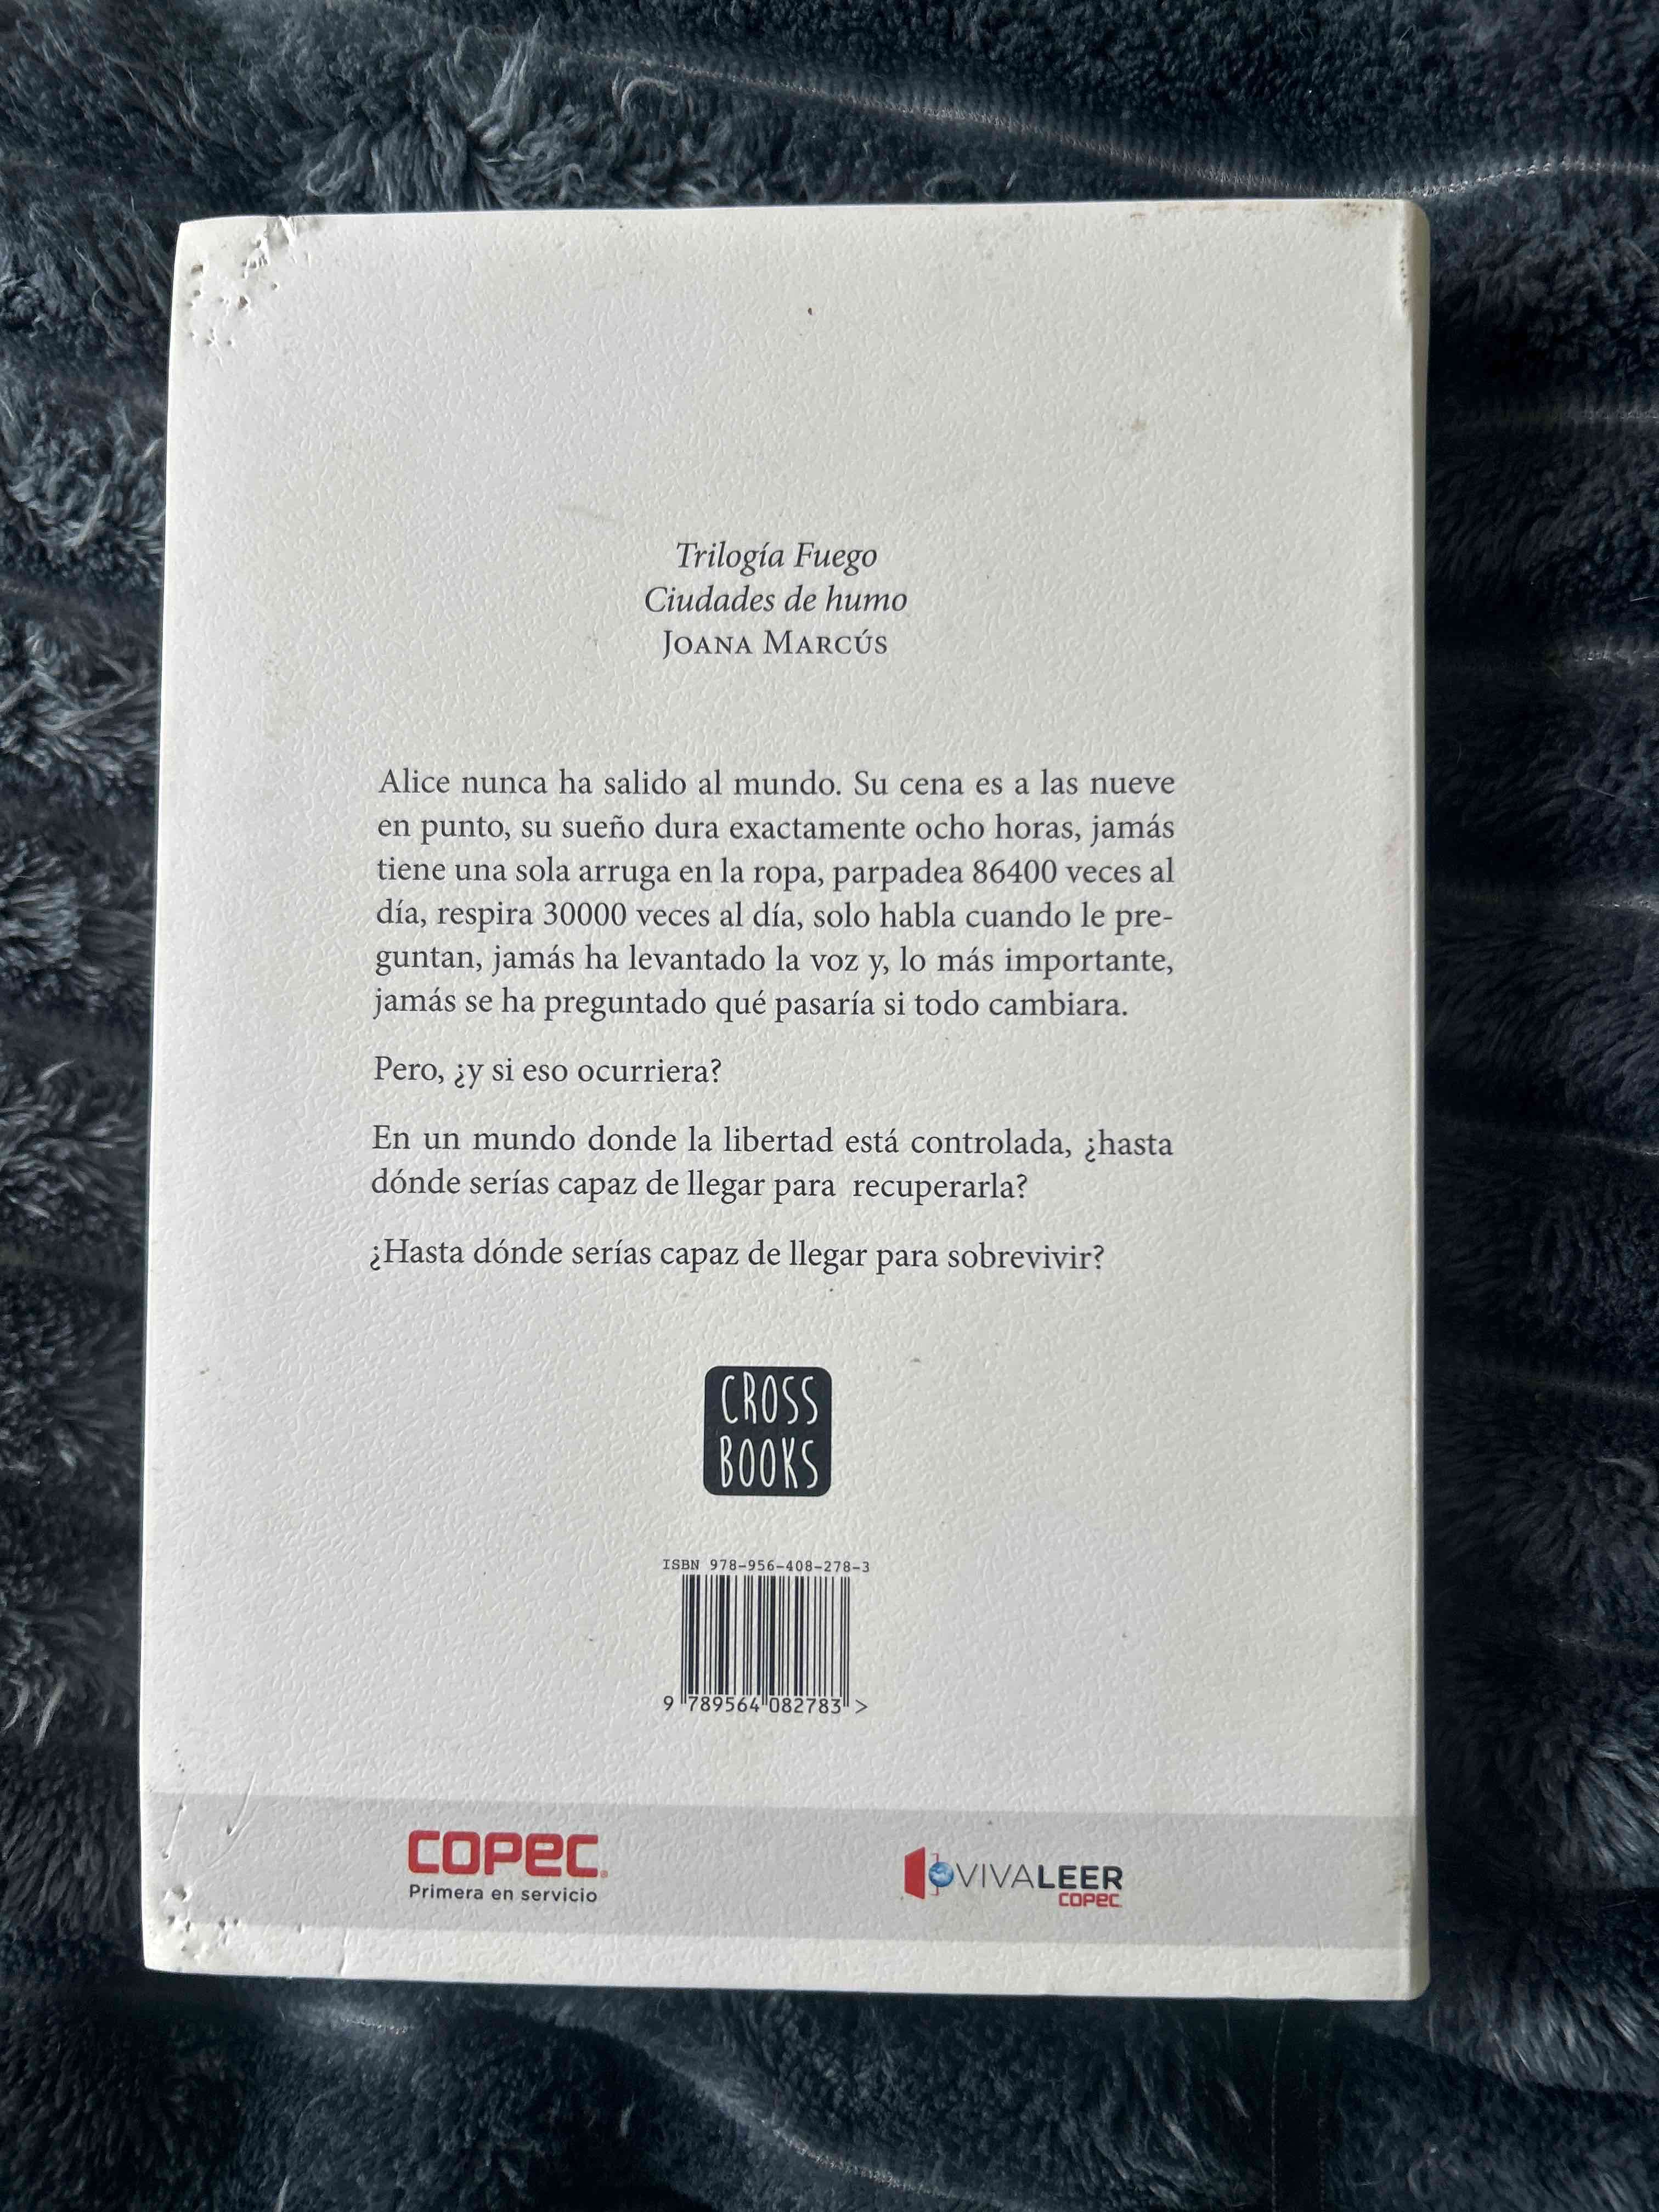 Trilogía Fuego
Ciudades de humo
JOANA MARCÚS
Alice nunca ha salido al mundo. Su cena es a las nueve
en punto, su sueño dura exactamente ocho horas, jamás
tiene una sola arruga en la ropa, parpadea 86400 veces al
día, respira 30000 veces al día, solo habla cuando le pre-
guntan, jamás ha levantado la voz y, lo más importante,
jamás se ha preguntado qué pasaría si todo cambiara.
Pero, ¿y si eso ocurriera?
En un mundo donde la libertad está controlada, ¿hasta
dónde serías capaz de llegar para recuperarla?
¿Hasta dónde serías capaz de llegar para sobrevivir?
CROSS
BOOKS
ISBN 978-956-408-278-3
9 789564 082783 >
COPEC
Primera en servicio
VIVALEER
COPEC